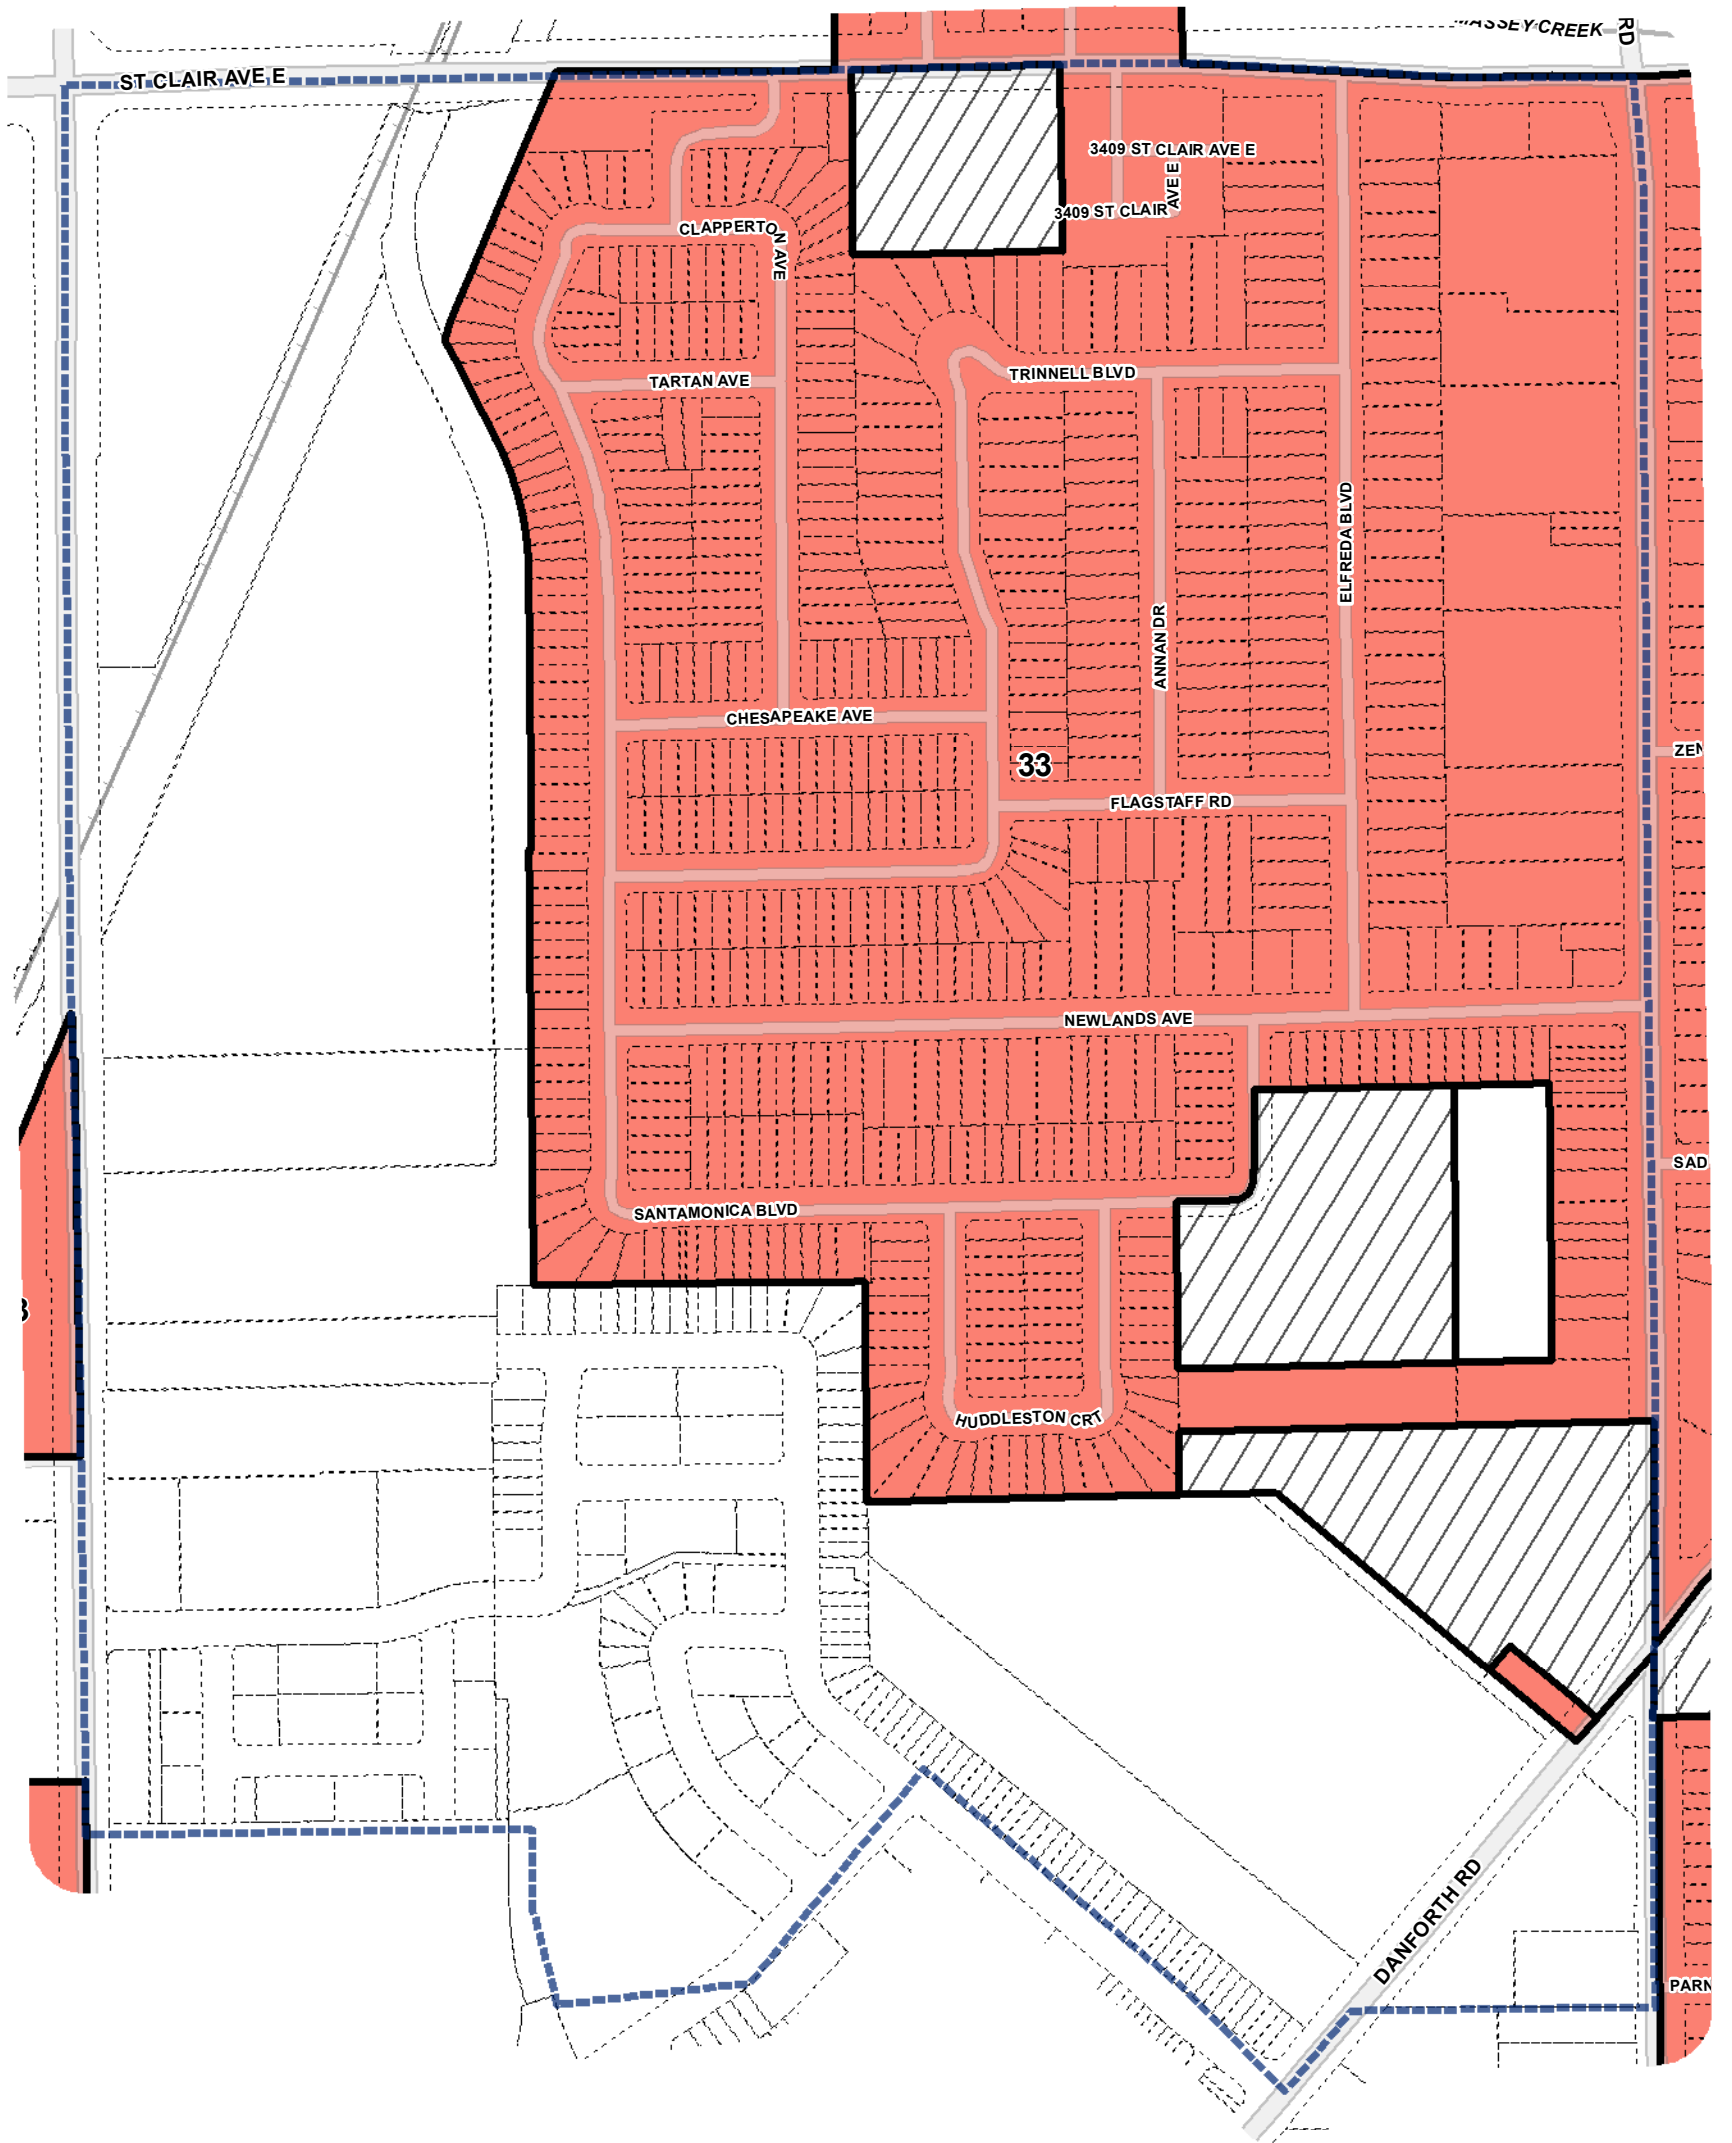 MASSEY CREEK
RD
ST CLAIR AVE E
3409 ST CLAIR AVE E
3409 ST CLAIR AVE E
CLAPPERTON AVE
TRINNELL BLVD
TARTAN AVE
ELFREDA BLVD
ANNAN DR
CHESAPEAKE AVE
ZEN
33
FLAGSTAFF RD
NEWLANDS AVE
SAD
SANTAMONICA BLVD
HUDDLESTON CRT
DANFORTH RD
PARN